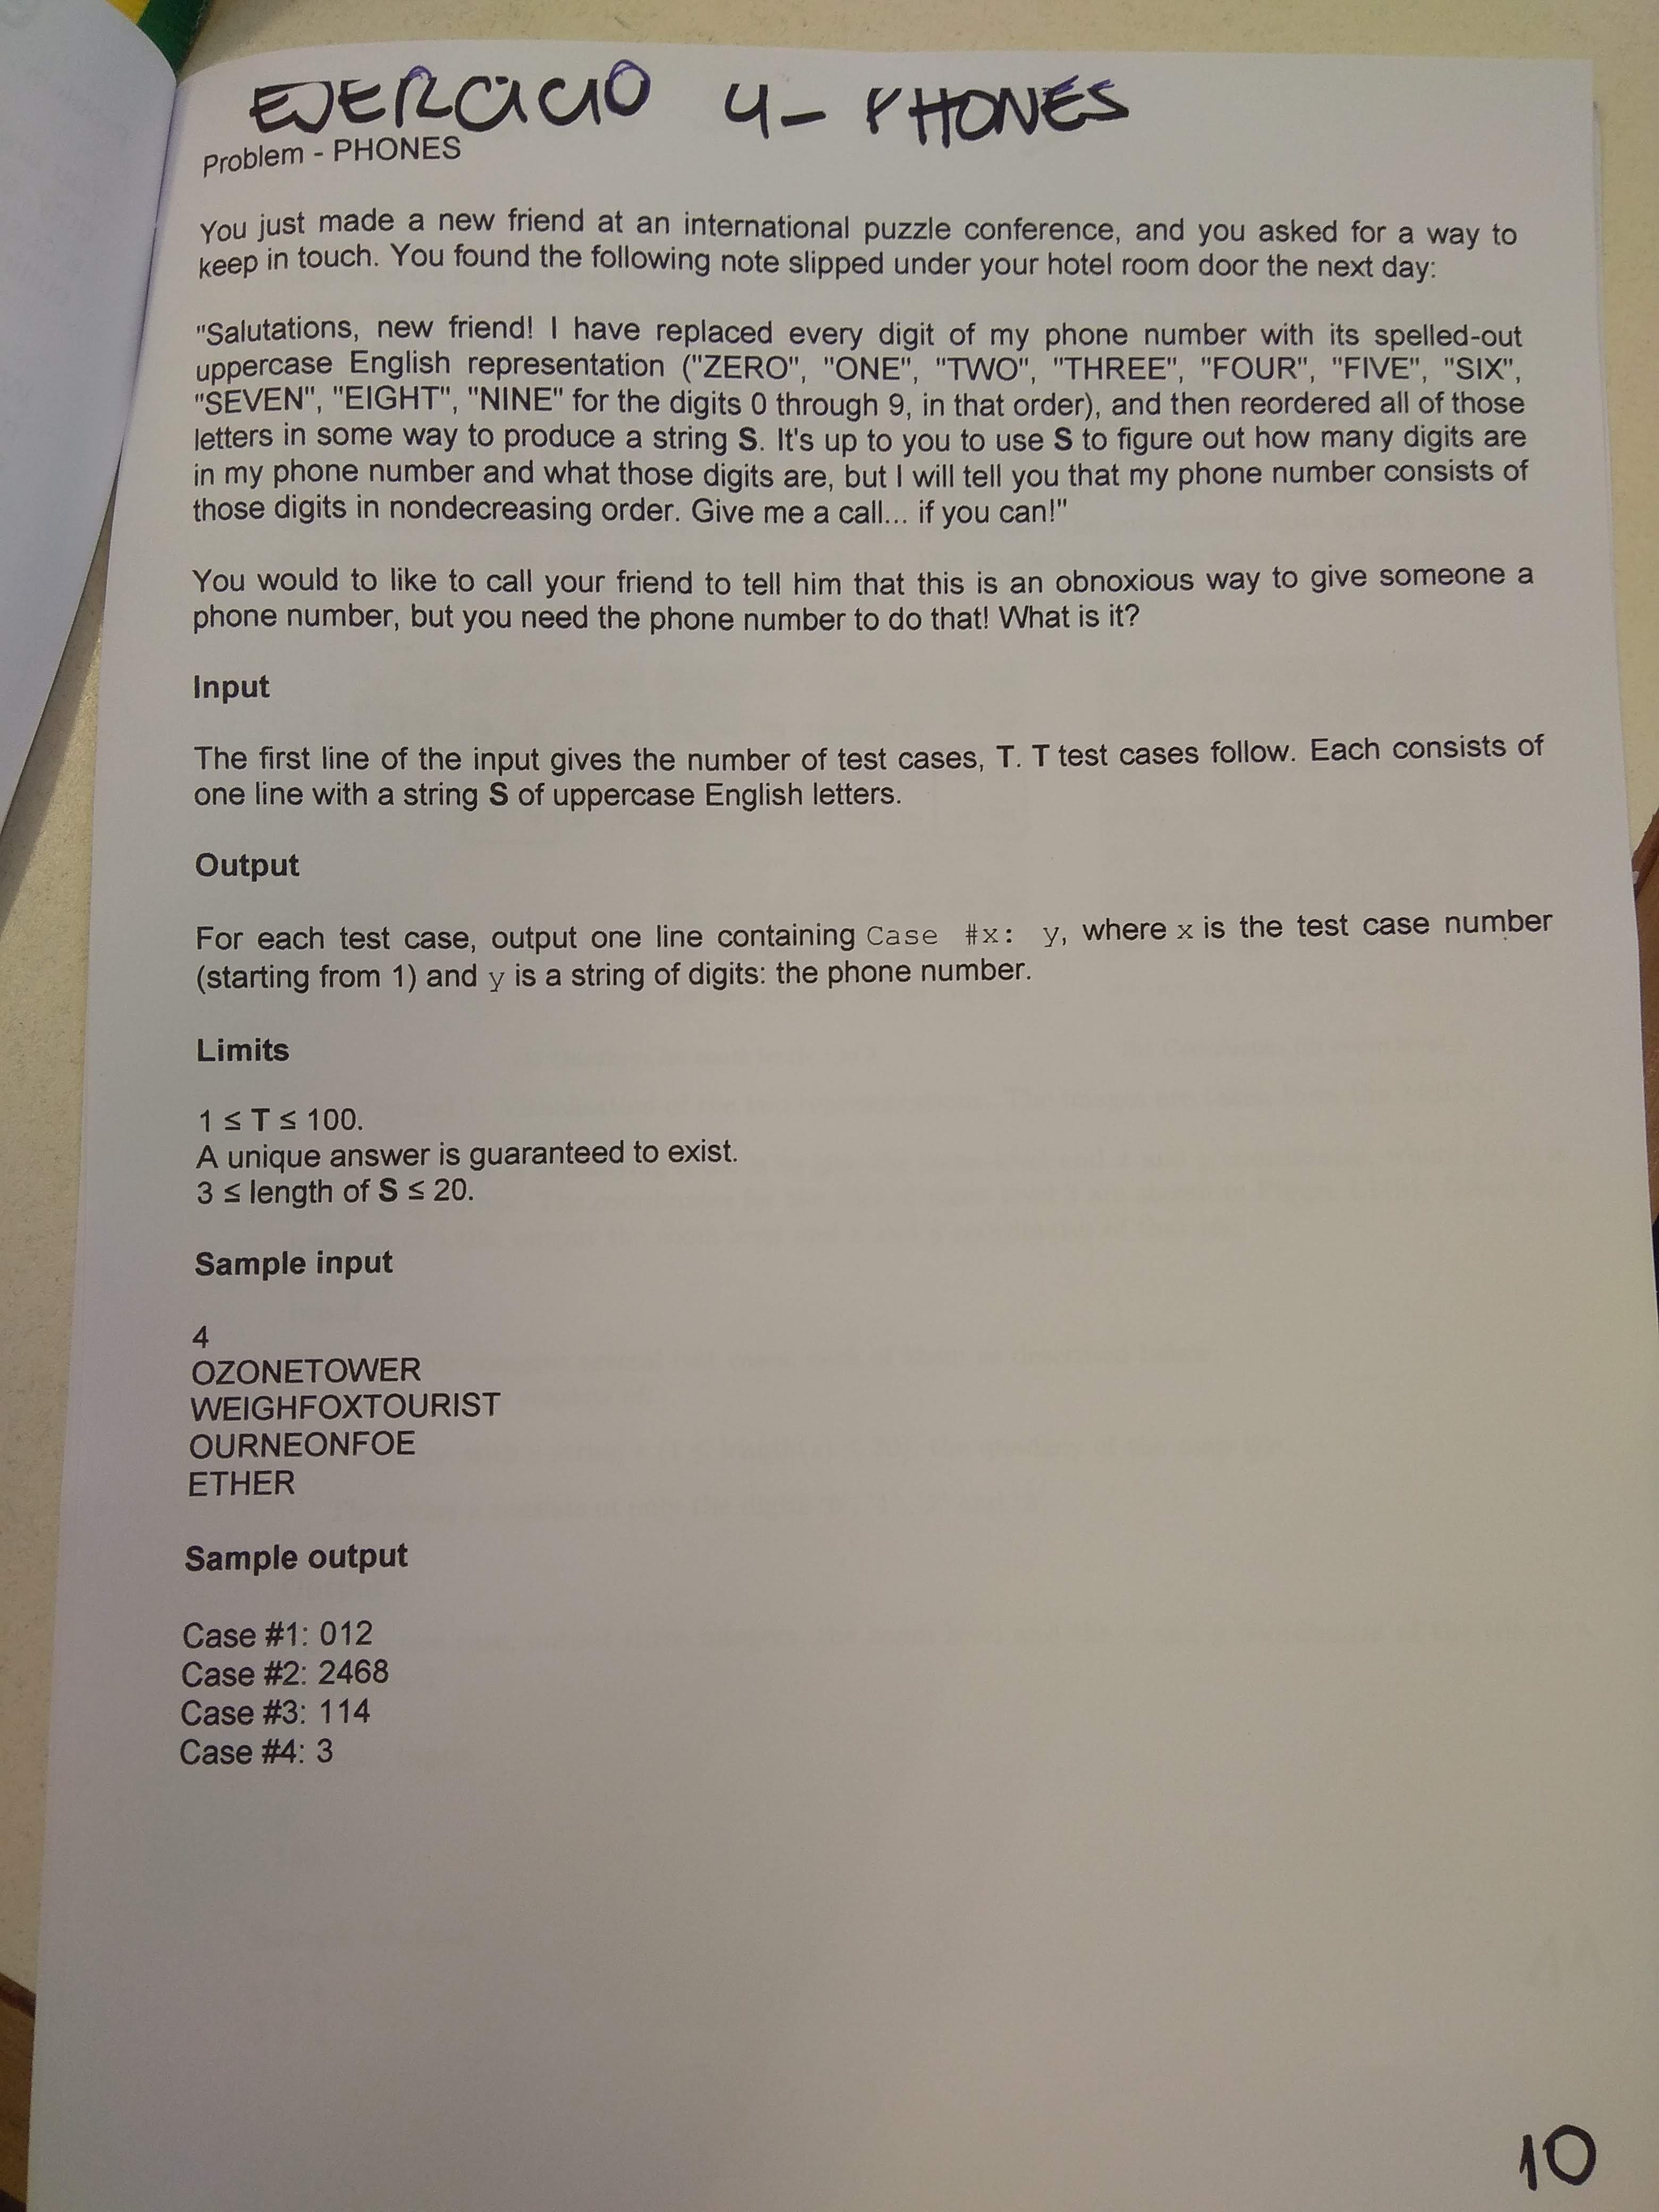 EJERCICIO 4- PHONES
Problem - PHONES
You just made a new friend at an international puzzle conference, and you asked for a way to
keep in touch. You found the following note slipped under your hotel room door the next day:
"Salutations, new friend! I have replaced every digit of my phone number with its spelled-out
uppercase English representation ("ZERO", "ONE", "TWO", "THREE", "FOUR", "FIVE", "SIX",
"SEVEN", "EIGHT", "NINE" for the digits 0 through 9, in that order), and then reordered all of those
letters in some way to produce a string S. It's up to you to use S to figure out how many digits are
in my phone number and what those digits are, but I will tell you that my phone number consists of
those digits in nondecreasing order. Give me a call... if you can!"
You would to like to call your friend to tell him that this is an obnoxious way to give someone a
phone number, but you need the phone number to do that! What is it?
Input
The first line of the input gives the number of test cases, T. T test cases follow. Each consists of
one line with a string S of uppercase English letters.
Output
For each test case, output one line containing Case #x: y, where x is the test case number
(starting from 1) and y is a string of digits: the phone number.
Limits
1 ≤ T ≤ 100.
A unique answer is guaranteed to exist.
3 ≤ length of S ≤ 20.
Sample input
4
OZONETOWER
WEIGHFOXTOURIST
OURNEONFOE
ETHER
Sample output
Case #1: 012
Case #2: 2468
Case #3: 114
Case #4: 3
10